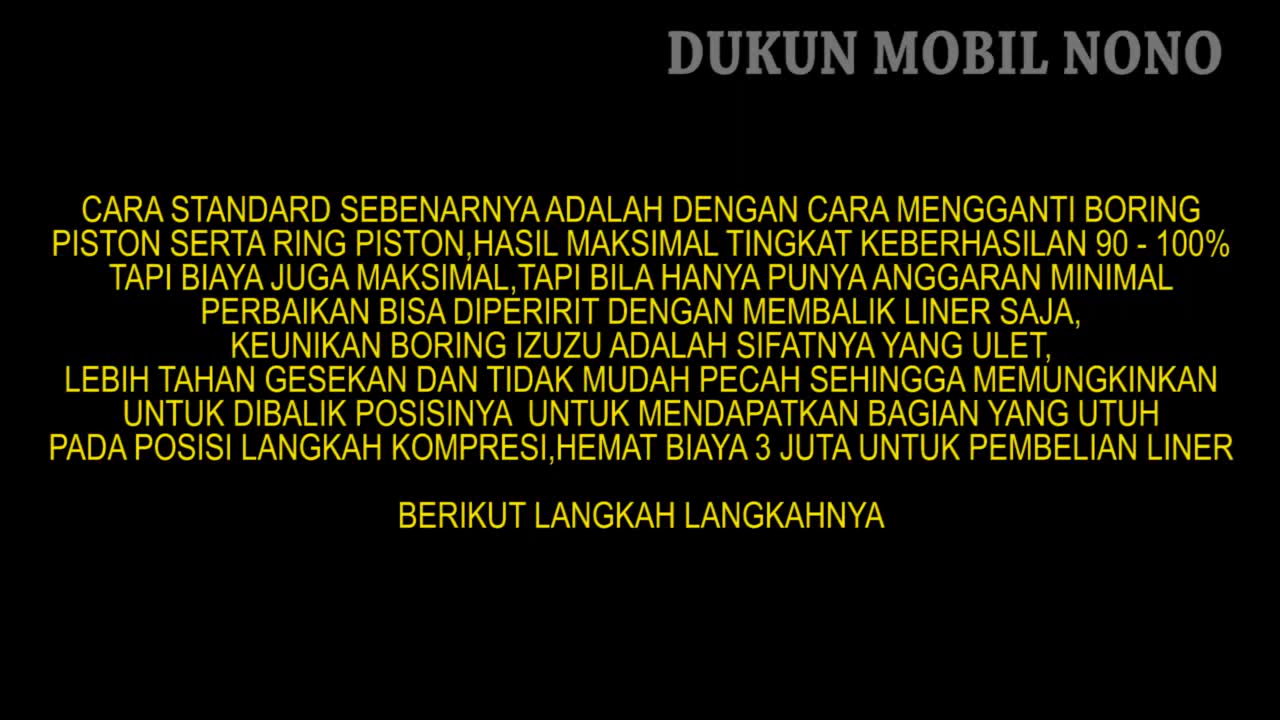 DUKUN MOBIL NONO
CARA STANDARD SEBENARNYA ADALAH DENGAN CARA MENGGANTI BORING
PISTON SERTA RING PISTON,HASIL MAKSIMAL TINGKAT KEBERHASILAN 90 - 100%
TAPI BIAYA JUGA MAKSIMAL,TAPI BILA HANYA PUNYA ANGGARAN MINIMAL
PERBAIKAN BISA DIPERIRIT DENGAN MEMBALIK LINER SAJA,
KEUNIKAN BORING IZUZU ADALAH SIFATNYA YANG ULET,
LEBIH TAHAN GESEKAN DAN TIDAK MUDAH PECAH SEHINGGA MEMUNGKINKAN
UNTUK DIBALIK POSISINYA  UNTUK MENDAPATKAN BAGIAN YANG UTUH
PADA POSISI LANGKAH KOMPRESI,HEMAT BIAYA 3 JUTA UNTUK PEMBELIAN LINER
BERIKUT LANGKAH LANGKAHNYA